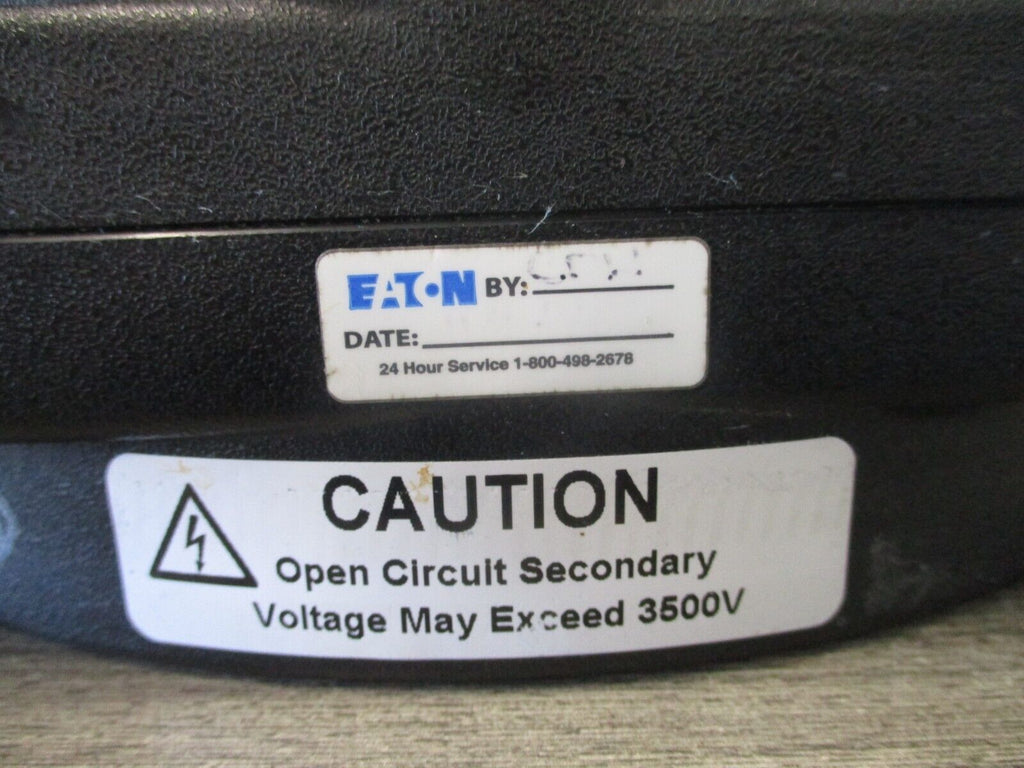 EATON BY:
DATE:
24 Hour Service 1-800-498-2678
CAUTION
Open Circuit Secondary
Voltage May Exceed 3500V